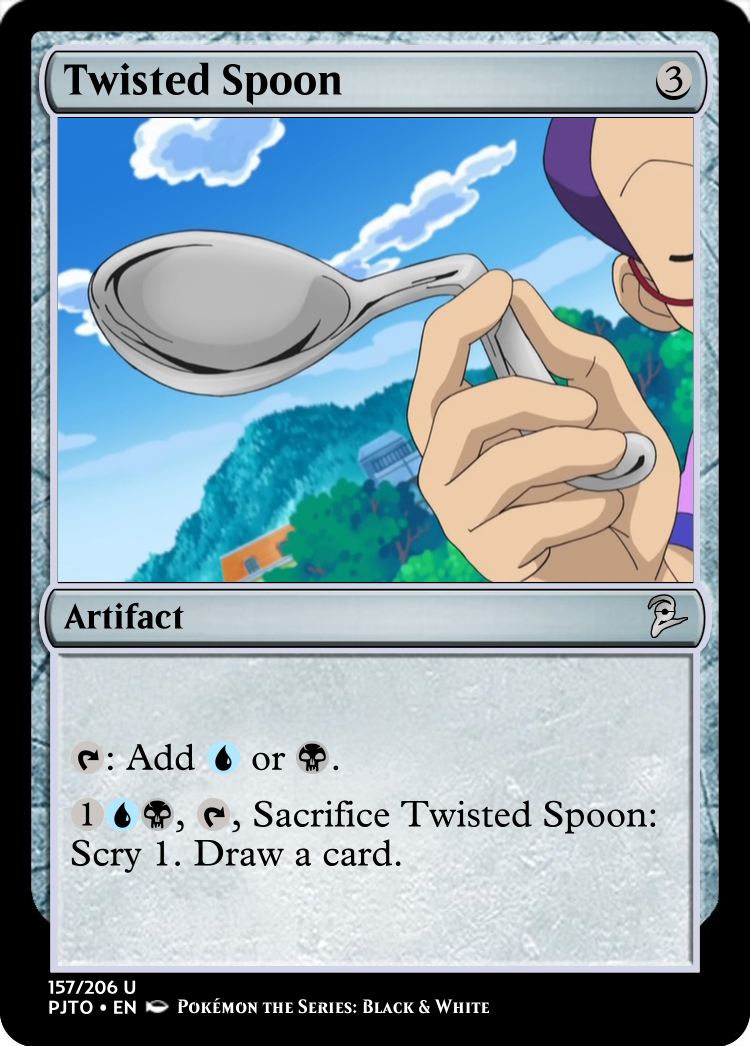 Twisted Spoon 3
Artifact
: Add or .
1, , Sacrifice Twisted Spoon:
Scry 1. Draw a card.
157/206 U
PJTO • EN Pokémon the Series: Black & White